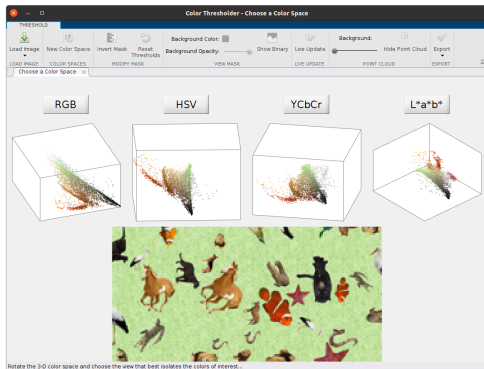 Color Thresholder - Choose a Color Space
THRESHOLD
Load Image
New Color Space
Invert Mask
Reset
Thresholds
Background Color:
Background Opacity:
Show Binary
Live Update
Background:
Hide Point Cloud
Export
LOAD IMAGE
COLOR SPACES
MODIFY MASK
VIEW MASK
LIVE UPDATE
POINT CLOUD
EXPORT
Choose a Color Space
RGB
HSV
YCbCr
L*a*b*
Rotate the 3-D color space and choose the view that best isolates the colors of interest...